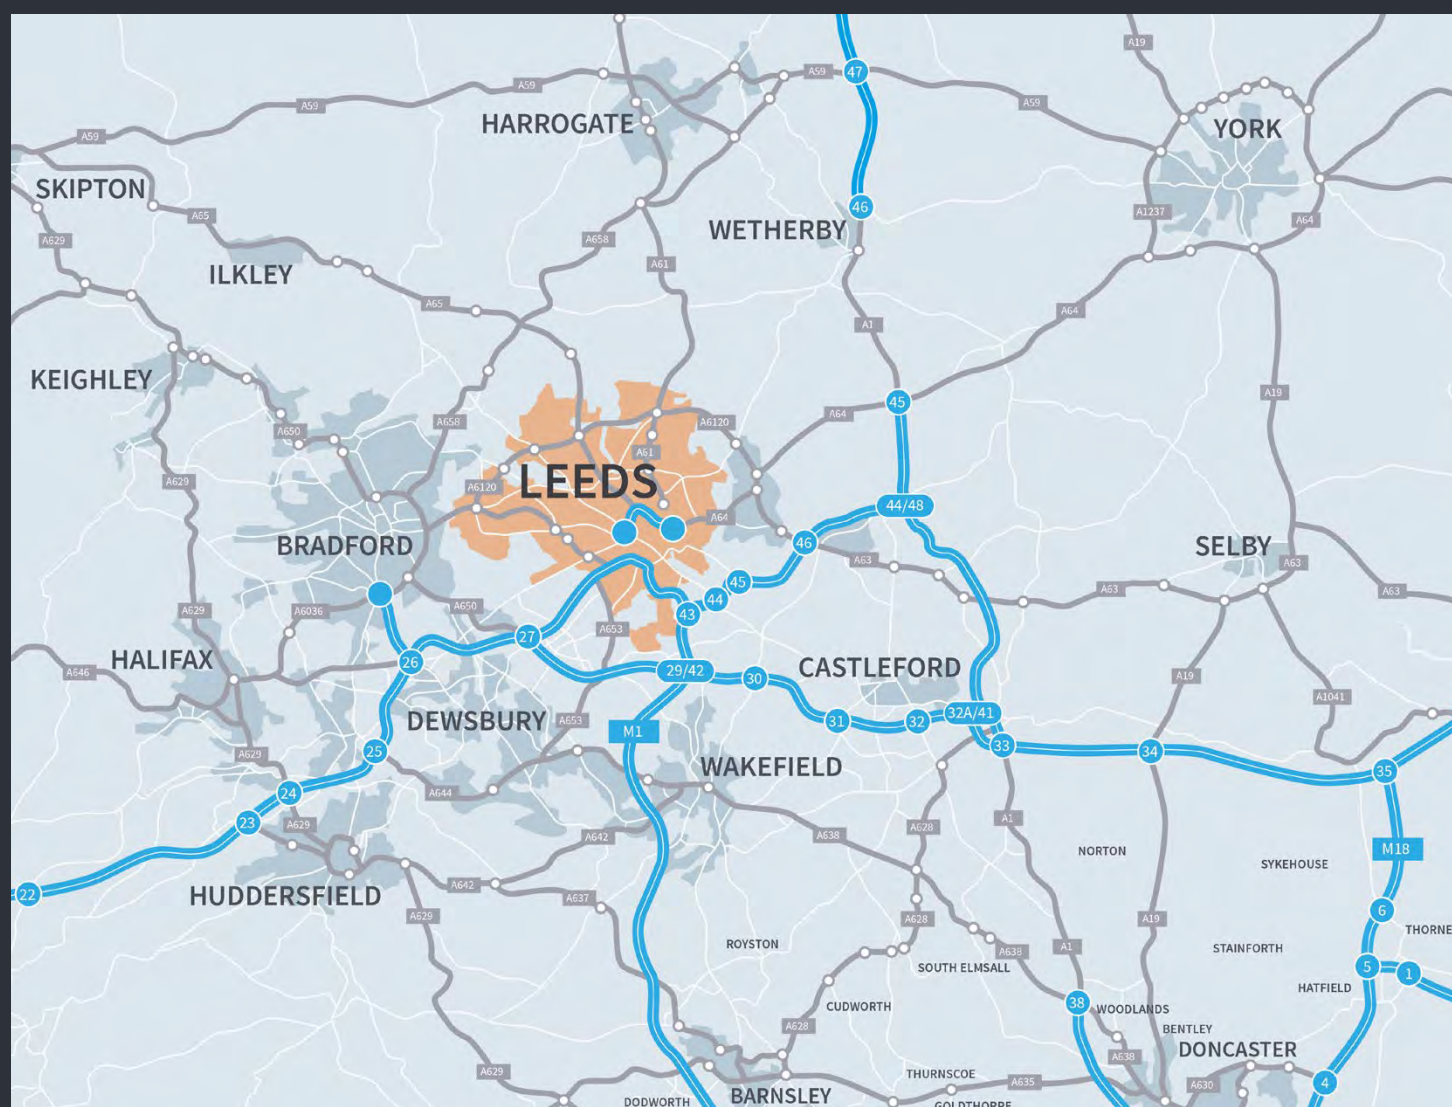 A19
47
A59
A59
A59
A59
HARROGATE
YORK
A59
SKIPTON
46
A1237
A65
A64
WETHERBY
A629
A658
A61
ILKLEY
A65
A64
A1
KEIGHLEY
A19
45
A64
A658
A6120
A650
A61
LEEDS
A629
A6120
44/48
A64
BRADFORD
46
SELBY
A63
A63
45
A63
A63
44
A629
A6036
A650
43
A653
27
HALIFAX
26
29/42
CASTLEFORD
A646
30
A19
A1041
32A/41
DEWSBURY
A653
31
32
M1
33
25
34
A629
WAKEFIELD
35
24
A644
A1
23
A629
A628
A642
A638
M18
NORTON
SYKEHOUSE
22
HUDDERSFIELD
A642
A637
6
A629
A628
A19
THORNE
ROYSTON
A1
STAINFORTH
A638
SOUTH ELMSALL
5
1
HATFIELD
38
CUDWORTH
WOODLANDS
A628
BENTLEY
DONCASTER
A638
A629
THURNSCOE
A635
4
A630
BARNSLEY
DODWORTH
GOLDTHORPE